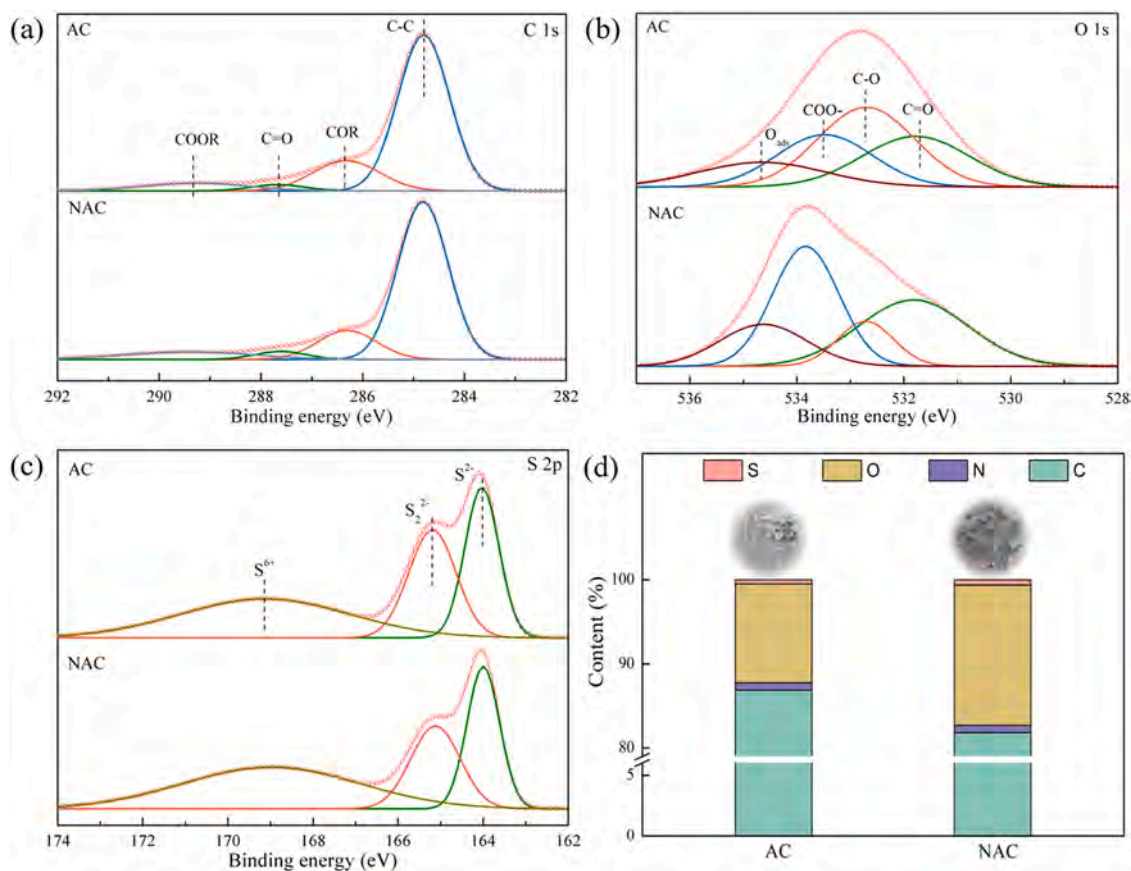 (a)
AC
C-C
C 1s
COOR
C=O
COR
NAC
292 290 288 286 284 282
Binding energy (eV)
(b)
AC
O 1s
C-O
COO-
C=O
O_ads
NAC
536 534 532 530 528
Binding energy (eV)
(c)
AC
S 2p
S²⁻
S₂²⁻
S⁶⁺
NAC
174 172 170 168 166 164 162
Binding energy (eV)
(d)
S O N C
100
90
80
5
0
Content (%)
AC NAC